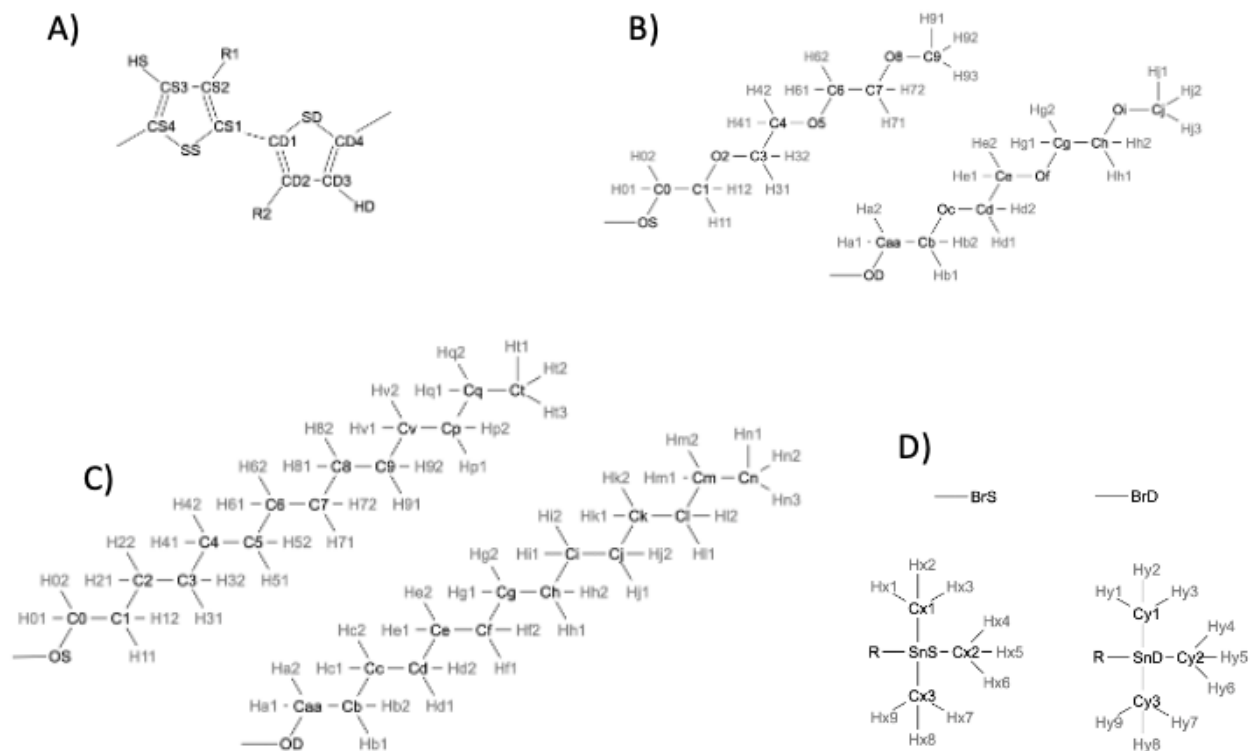 A)
R1
HS
CS3 CS2
SD
CS4 CS1
CD1 CD4
SS
CD2 CD3
R2
HD
B)
H91
H92
O8 C9
H62
H93
H61 C6 C7 H72
H42
H71
H41 C4 O5
H02
O2 C3 H32
H31
H01 C0 C1 H12
H11
OS
Hj1
Hj2
Hg2
Oi Cj
Hj3
He2
Hg1 Cg Ch Hh2
Hh1
He1 Ce Of
Ha2
Oc Cd Hd2
Hd1
Ha1 Caa Cb Hb2
Hb1
OD
C)
Ht1
Hq2
Ht2
Hq1 Cq Ct
Hv2
Ht3
Hv1 Cv Cp Hp2
H82
Hp1
H81 C8 C9 H92
H62
H91
H61 C6 C7 H72
H42
H71
H41 C4 C5 H52
H22
H51
H21 C2 C3 H32
H02
H31
H01 C0 C1 H12
H11
OS
Hn1
Hm2
Hn2
Hm1 Cm Cn
Hk2
Hn3
Hk1 Ck Cl Hl2
Hi2
Hl1
Hi1 Ci Cj Hj2
Hg2
Hj1
Hg1 Cg Ch Hh2
He2
Hh1
He1 Ce Cf Hf2
Hc2
Hf1
Hc1 Cc Cd Hd2
Ha2
Hd1
Ha1 Caa Cb Hb2
Hb1
OD
D)
BrS
BrD
Hx2
Hx1 Hx3
Cx1
Hx4
R SnS Cx2 Hx5
Hx6
Cx3
Hx9 Hx7
Hx8
Hy2
Hy1 Hy3
Cy1
Hy4
R SnD Cy2 Hy5
Hy6
Cy3
Hy9 Hy7
Hy8